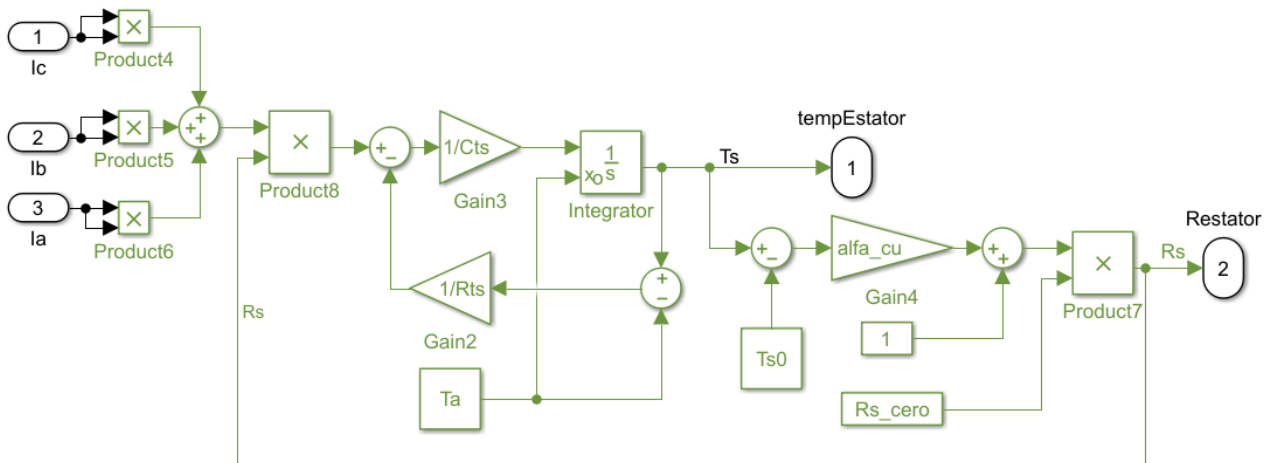 1
Ic
Product4
2
Ib
Product5
3
Ia
Product6
×
×
×
+
+
+
×
Product8
Rs
+
−
1/Cts
Gain3
1/Rts
Gain2
Ta
xo 1/s
Integrator
+
−
Ts
tempEstator
1
+
−
Ts0
alfa_cu
Gain4
1
Rs_cero
+
+
×
Product7
Rs
Restator
2